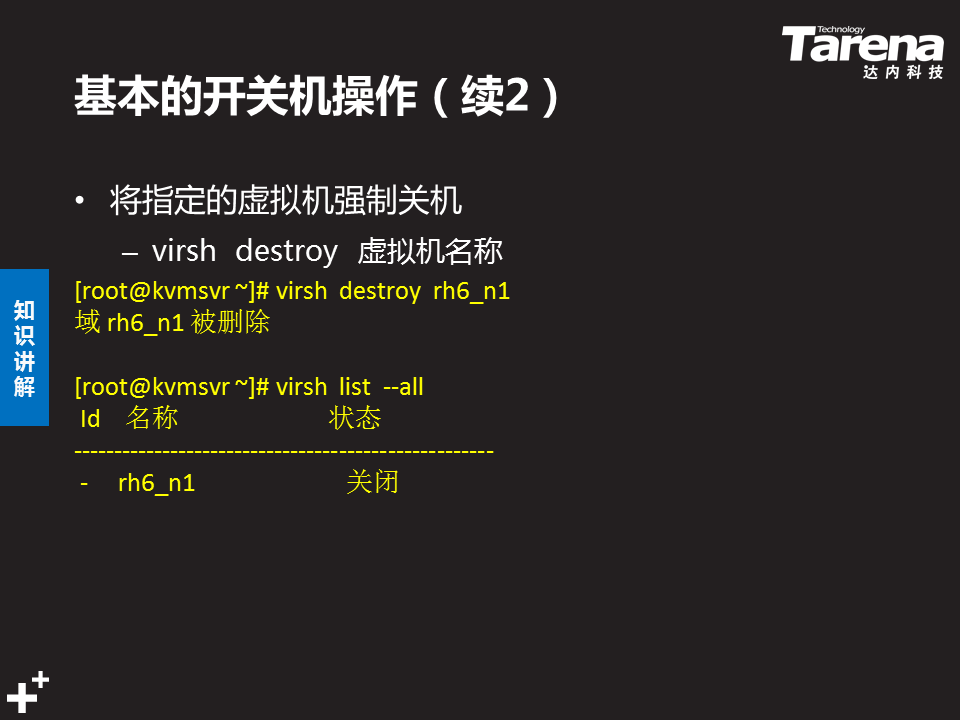 Technology
Tarena
达内科技
基本的开关机操作（续2）
• 将指定的虚拟机强制关机
– virsh destroy 虚拟机名称
[root@kvmsvr ~]# virsh destroy rh6_n1
域 rh6_n1 被删除
[root@kvmsvr ~]# virsh list --all
Id 名称 状态
----------------------------------------------------
- rh6_n1 关闭
知识讲解